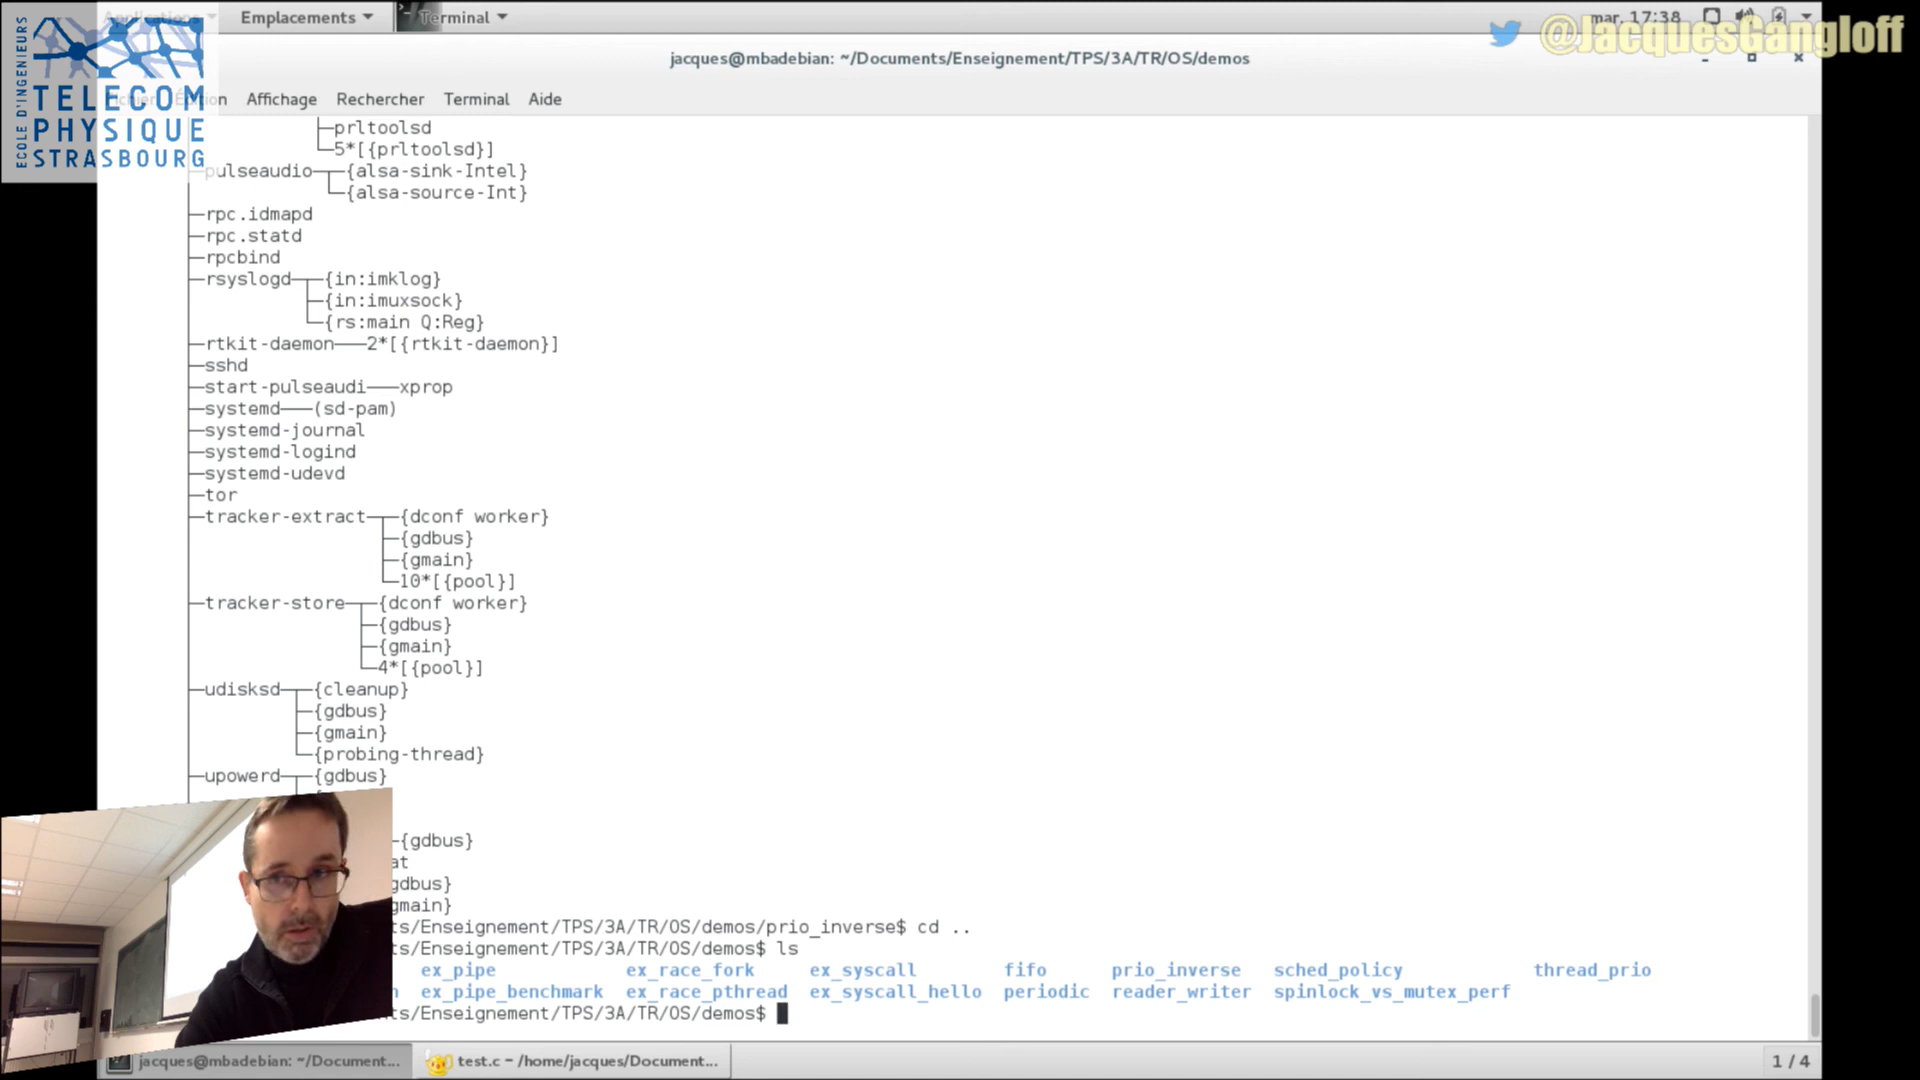 Applications Emplacements Terminal mar. 17:38
@JacquesGangloff
ECOLE D'INGENIEURS
TELECOM
PHYSIQUE
STRASBOURG
jacques@mbadebian: ~/Documents/Enseignement/TPS/3A/TR/OS/demos
Affichage Rechercher Terminal Aide
├─prltoolsd
└─5*[{prltoolsd}]
├─pulseaudio─┬─{alsa-sink-Intel}
└─{alsa-source-Int}
├─rpc.idmapd
├─rpc.statd
├─rpcbind
├─rsyslogd─┬─{in:imklog}
├─{in:imuxsock}
└─{rs:main Q:Reg}
├─rtkit-daemon───2*[{rtkit-daemon}]
├─sshd
├─start-pulseaudi───xprop
├─systemd───(sd-pam)
├─systemd-journal
├─systemd-logind
├─systemd-udevd
├─tor
├─tracker-extract─┬─{dconf worker}
├─{gdbus}
├─{gmain}
└─10*[{pool}]
├─tracker-store─┬─{dconf worker}
├─{gdbus}
├─{gmain}
└─4*[{pool}]
├─udisksd─┬─{cleanup}
├─{gdbus}
├─{gmain}
└─{probing-thread}
├─upowerd─┬─{gdbus}
─{gdbus}
at
gdbus}
gmain}
ts/Enseignement/TPS/3A/TR/OS/demos/prio_inverse$ cd ..
ts/Enseignement/TPS/3A/TR/OS/demos$ ls
ex_pipe ex_race_fork ex_syscall fifo prio_inverse sched_policy thread_prio
ex_pipe_benchmark ex_race_pthread ex_syscall_hello periodic reader_writer spinlock_vs_mutex_perf
ts/Enseignement/TPS/3A/TR/OS/demos$
jacques@mbadebian: ~/Document... test.c - /home/jacques/Document... 1 / 4